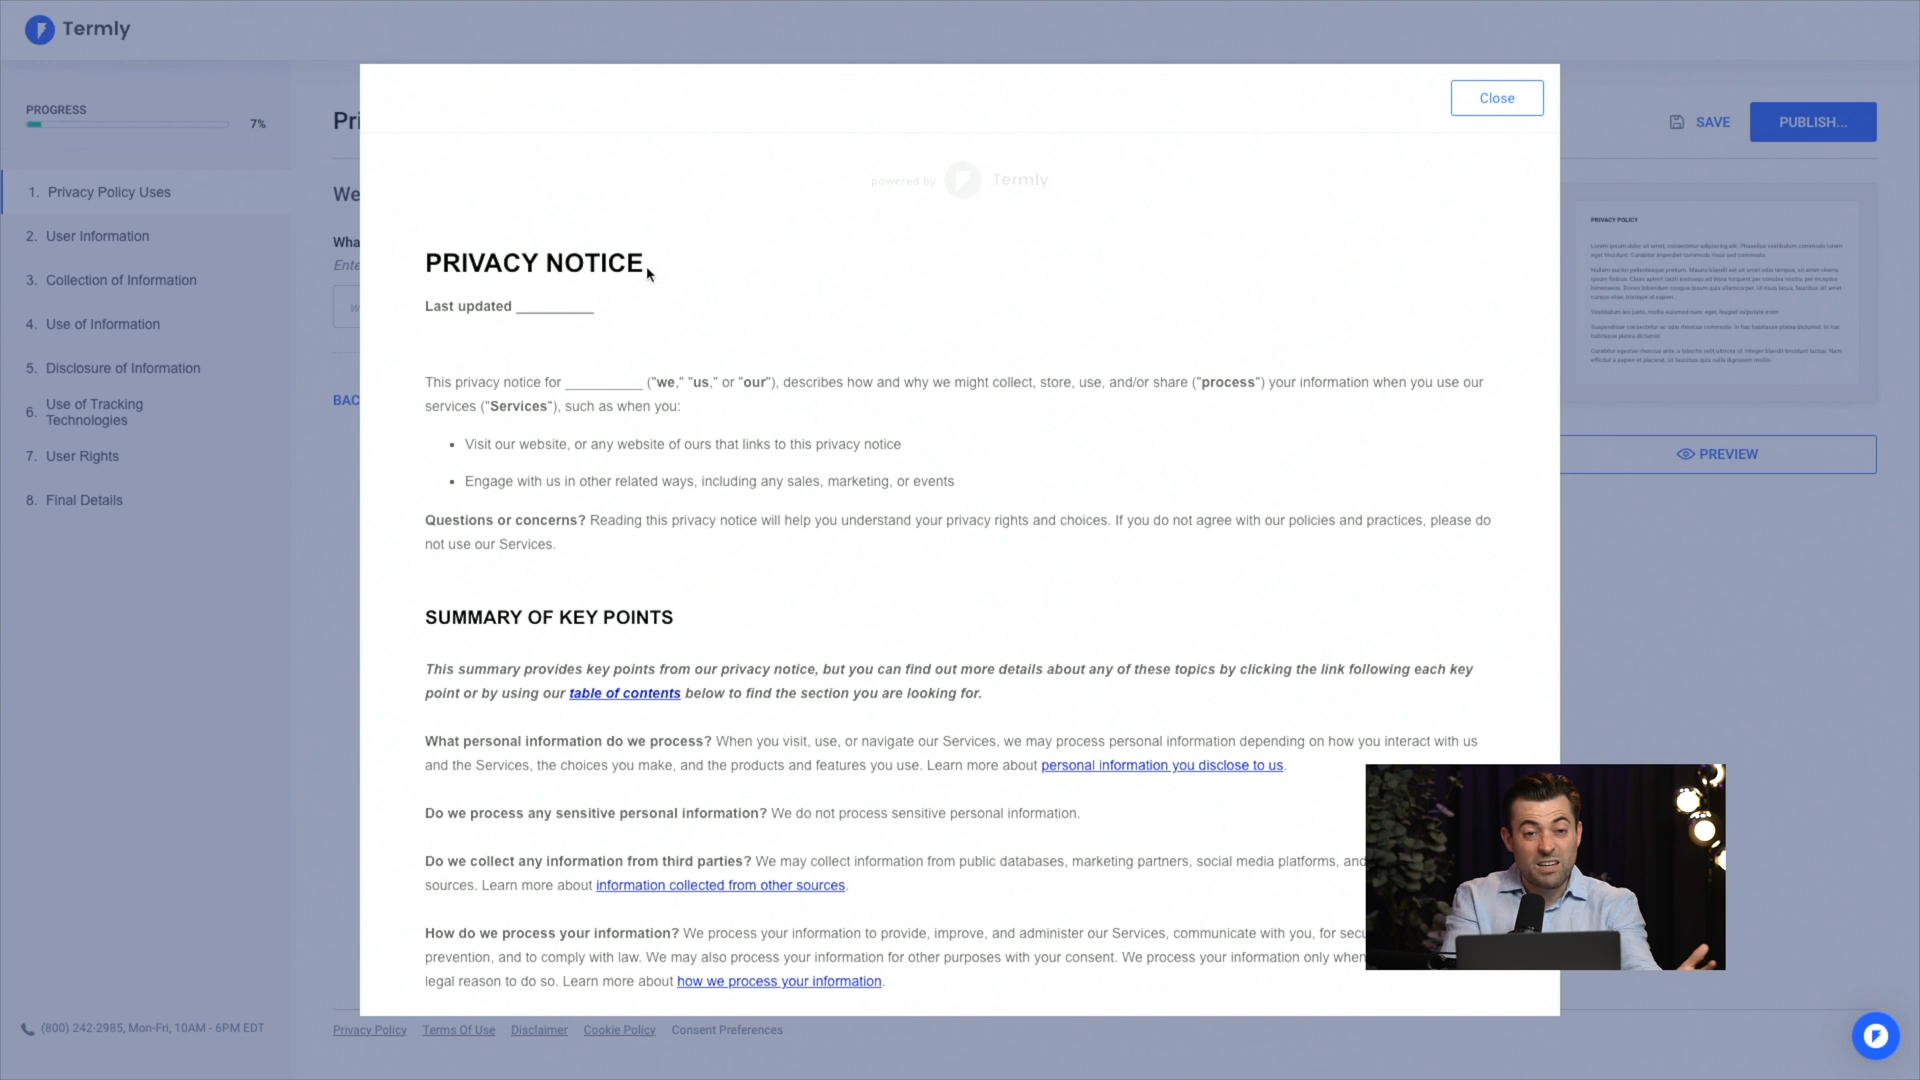 Termly
PROGRESS
7%
1. Privacy Policy Uses
2. User Information
3. Collection of Information
4. Use of Information
5. Disclosure of Information
6. Use of Tracking
Technologies
7. User Rights
8. Final Details
(800) 242-2985, Mon-Fri, 10AM - 6PM EDT
Pri
We
Wha
Ente
w
BAC
Close
powered by Termly
PRIVACY NOTICE
Last updated __________
This privacy notice for __________ ("we," "us," or "our"), describes how and why we might collect, store, use, and/or share ("process") your information when you use our
services ("Services"), such as when you:
▪ Visit our website, or any website of ours that links to this privacy notice
▪ Engage with us in other related ways, including any sales, marketing, or events
Questions or concerns? Reading this privacy notice will help you understand your privacy rights and choices. If you do not agree with our policies and practices, please do
not use our Services.
SUMMARY OF KEY POINTS
This summary provides key points from our privacy notice, but you can find out more details about any of these topics by clicking the link following each key
point or by using our table of contents below to find the section you are looking for.
What personal information do we process? When you visit, use, or navigate our Services, we may process personal information depending on how you interact with us
and the Services, the choices you make, and the products and features you use. Learn more about personal information you disclose to us.
Do we process any sensitive personal information? We do not process sensitive personal information.
Do we collect any information from third parties? We may collect information from public databases, marketing partners, social media platforms, and
sources. Learn more about information collected from other sources.
How do we process your information? We process your information to provide, improve, and administer our Services, communicate with you, for secu
prevention, and to comply with law. We may also process your information for other purposes with your consent. We process your information only when
legal reason to do so. Learn more about how we process your information.
SAVE
PUBLISH...
PRIVACY POLICY
PREVIEW
Privacy Policy Terms Of Use Disclaimer Cookie Policy Consent Preferences